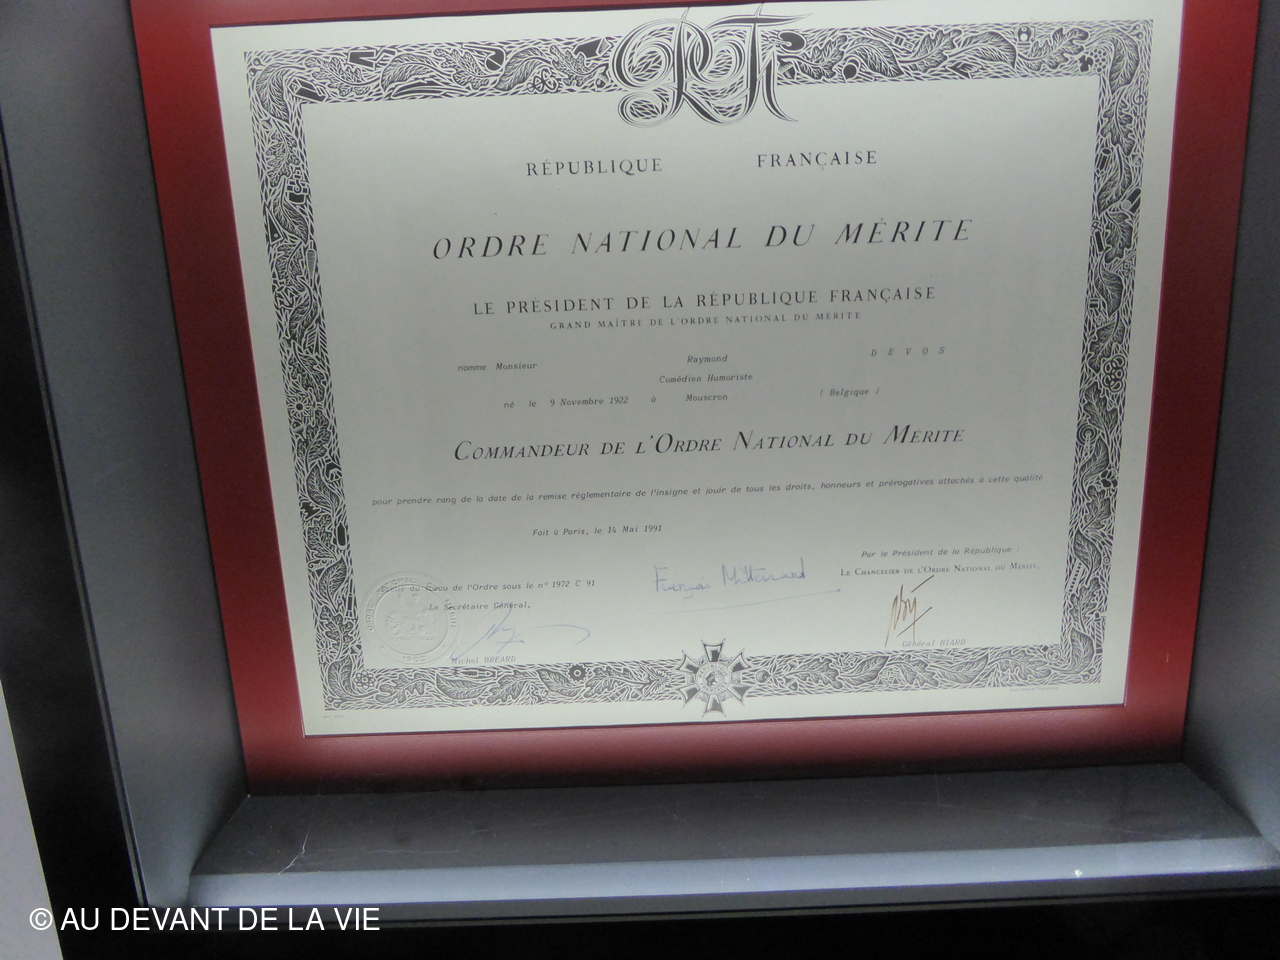 RF
RÉPUBLIQUE FRANÇAISE
ORDRE NATIONAL DU MÉRITE
LE PRÉSIDENT DE LA RÉPUBLIQUE FRANÇAISE
GRAND MAÎTRE DE L'ORDRE NATIONAL DU MÉRITE
nomme Monsieur Raymond DEVOS
Comédien Humoriste
né le 9 Novembre 1922 à Mouscron ( Belgique )
COMMANDEUR DE L'ORDRE NATIONAL DU MÉRITE
pour prendre rang de la date de la remise réglementaire de l'insigne et jouir de tous les droits, honneurs et prérogatives attachés à cette qualité
Fait à Paris, le 14 Mai 1991
Par le Président de la République :
LE CHANCELIER DE L'ORDRE NATIONAL DU MÉRITE,
Scellé du Sceau de l'Ordre sous le n° 1972 C 91
François Mitterrand
Le Secrétaire Général,
Michel BREARD
Général BIARD
© AU DEVANT DE LA VIE